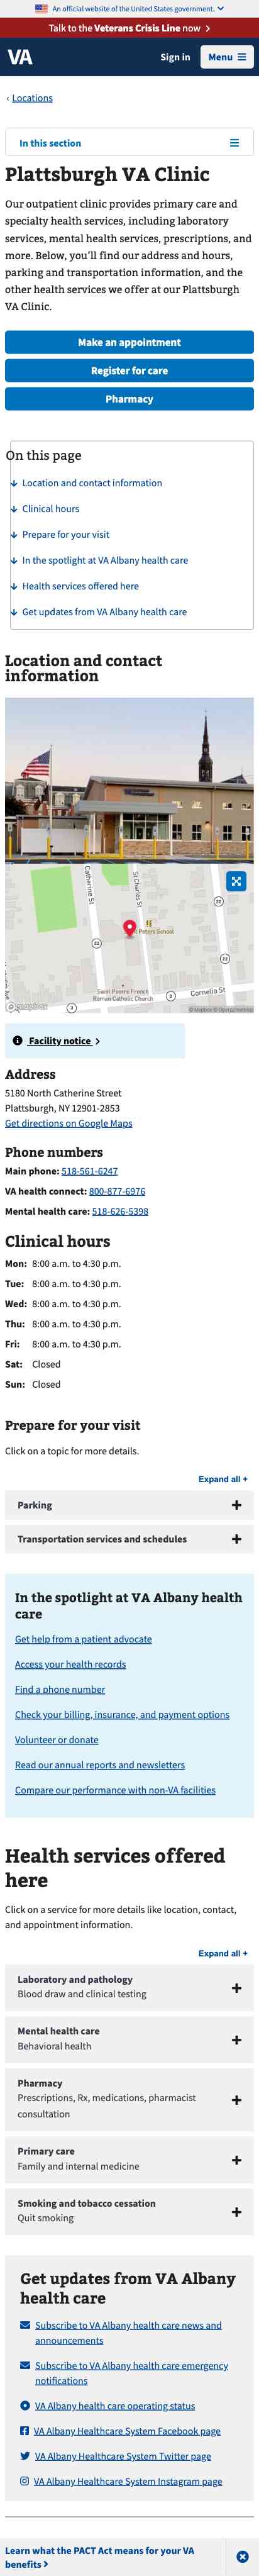 An official website of the United States government.
Talk to the Veterans Crisis Line now
VA
Sign in
Menu
Locations
In this section
Plattsburgh VA Clinic
Our outpatient clinic provides primary care and
specialty health services, including laboratory
services, mental health services, prescriptions, and
more. Below, you’ll find our address and hours,
parking and transportation information, and the
other health services we offer at our Plattsburgh
VA Clinic.
Make an appointment
Register for care
Pharmacy
On this page
Location and contact information
Clinical hours
Prepare for your visit
In the spotlight at VA Albany health care
Health services offered here
Get updates from VA Albany health care
Location and contact
information
Catherine St
St Charles St
22
Peters School
22
22
Saint Pierre French
Roman Catholic Church
3
Cornelia St
3
mapbox
Facility notice
Address
5180 North Catherine Street
Plattsburgh, NY 12901-2853
Get directions on Google Maps
Phone numbers
Main phone: 518-561-6247
VA health connect: 800-877-6976
Mental health care: 518-626-5398
Clinical hours
Mon: 8:00 a.m. to 4:30 p.m.
Tue: 8:00 a.m. to 4:30 p.m.
Wed: 8:00 a.m. to 4:30 p.m.
Thu: 8:00 a.m. to 4:30 p.m.
Fri: 8:00 a.m. to 4:30 p.m.
Sat: Closed
Sun: Closed
Prepare for your visit
Click on a topic for more details.
Expand all +
Parking
Transportation services and schedules
In the spotlight at VA Albany health
care
Get help from a patient advocate
Access your health records
Find a phone number
Check your billing, insurance, and payment options
Volunteer or donate
Read our annual reports and newsletters
Compare our performance with non-VA facilities
Health services offered
here
Click on a service for more details like location, contact,
and appointment information.
Expand all +
Laboratory and pathology
Blood draw and clinical testing
Mental health care
Behavioral health
Pharmacy
Prescriptions, Rx, medications, pharmacist
consultation
Primary care
Family and internal medicine
Smoking and tobacco cessation
Quit smoking
Get updates from VA Albany
health care
Subscribe to VA Albany health care news and
announcements
Subscribe to VA Albany health care emergency
notifications
VA Albany health care operating status
VA Albany Healthcare System Facebook page
VA Albany Healthcare System Twitter page
VA Albany Healthcare System Instagram page
Learn what the PACT Act means for your VA
benefits